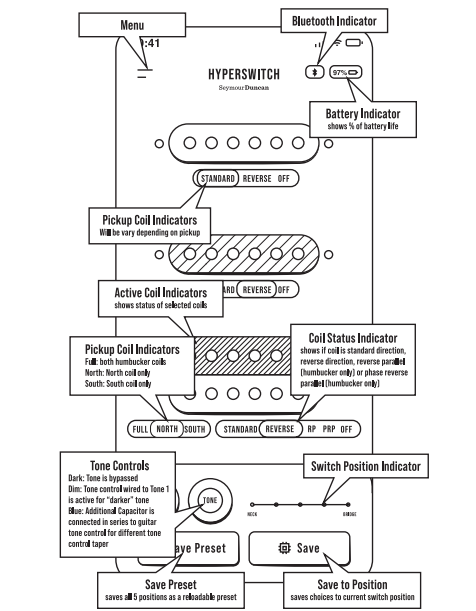 Menu
Bluetooth Indicator
:41
97%
HYPERSWITCH
Seymour Duncan
Battery Indicator
shows % of battery life
STANDARD REVERSE OFF
Pickup Coil Indicators
Will be vary depending on pickup
REVERSE OFF
Active Coil Indicators
shows status of selected coils
Pickup Coil Indicators
Full: both humbucker coils
North: North coil only
South: South coil only
Coil Status Indicator
shows if coil is standard direction,
reverse direction, reverse parallel
(humbucker only) or phase reverse
parallel (humbucker only)
FULL NORTH SOUTH
STANDARD REVERSE RP PRP OFF
Tone Controls
Dark: Tone is bypassed
Dim: Tone control wired to Tone 1
is active for "darker" tone
Blue: Additional Capacitor is
connected in series to guitar
tone control for different tone
control taper
Switch Position Indicator
TONE
NECK
BRIDGE
ave Preset
Save
Save Preset
saves all 5 positions as a reloadable preset
Save to Position
saves choices to current switch position